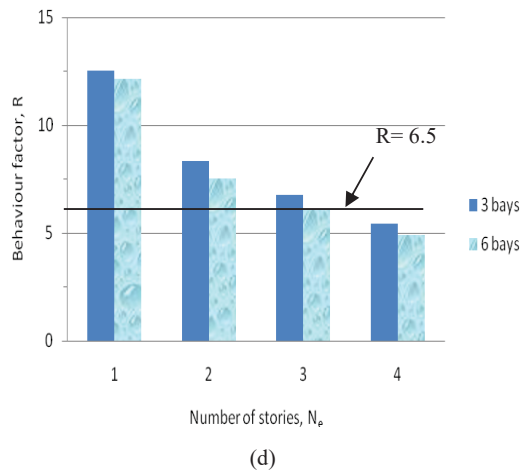 15
10
5
0
Behaviour factor, R
R= 6.5
3 bays
6 bays
1 2 3 4
Number of stories, Nₑ
(d)